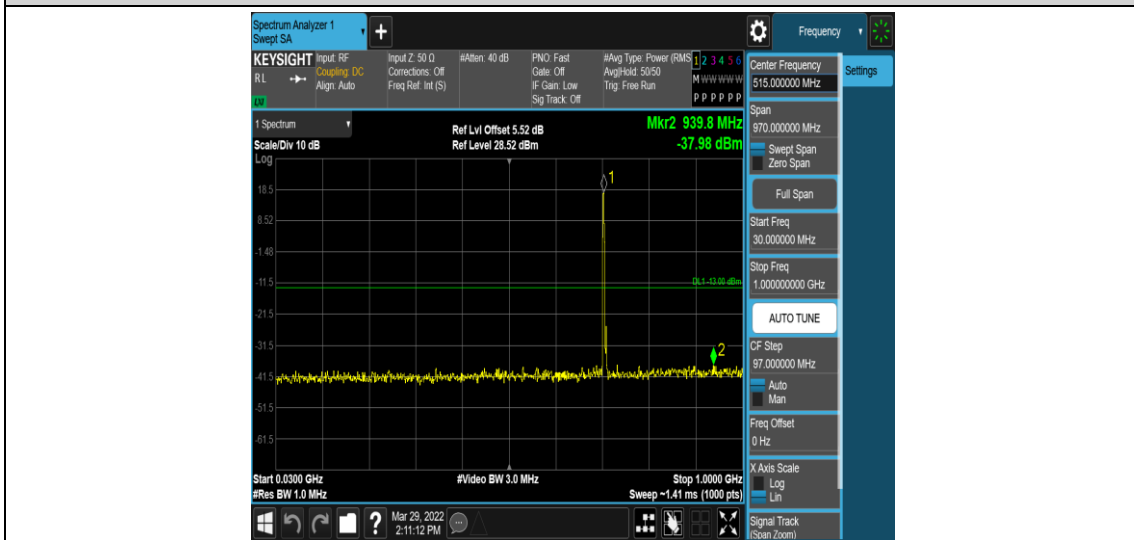 Spectrum Analyzer 1
Swept SA
+
Frequency
KEYSIGHT
RL
LXI
Input: RF
Coupling: DC
Align: Auto
Input Z: 50 Ω
Corrections: Off
Freq Ref: Int (S)
#Atten: 40 dB
PNO: Fast
Gate: Off
IF Gain: Low
Sig Track: Off
#Avg Type: Power (RMS
Avg|Hold: 50/50
Trig: Free Run
1 2 3 4 5 6
M W W W W W
P P P P P P
Center Frequency
515.000000 MHz
Settings
1 Spectrum
Scale/Div 10 dB
Ref Lvl Offset 5.52 dB
Ref Level 28.52 dBm
Mkr2 939.8 MHz
-37.98 dBm
Log
18.5
8.52
-1.48
-11.5
-21.5
-31.5
-41.5
-51.5
-61.5
1
DL1 -13.00 dBm
2
Start 0.0300 GHz
#Res BW 1.0 MHz
#Video BW 3.0 MHz
Stop 1.0000 GHz
Sweep ~1.41 ms (1000 pts)
Span
970.000000 MHz
Swept Span
Zero Span
Full Span
Start Freq
30.000000 MHz
Stop Freq
1.000000000 GHz
AUTO TUNE
CF Step
97.000000 MHz
Auto
Man
Freq Offset
0 Hz
X Axis Scale
Log
Lin
Signal Track
(Span Zoom)
?
Mar 29, 2022
2:11:12 PM